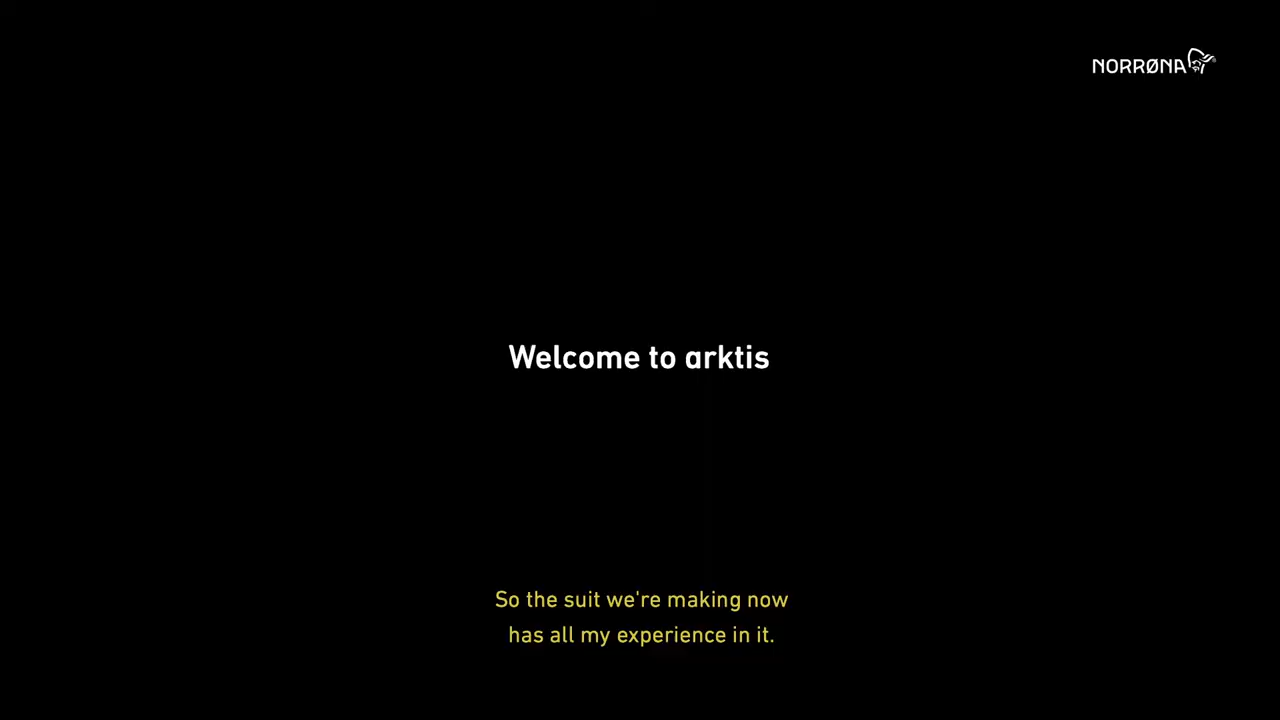 NORRØNA
Welcome to arktis
So the suit we're making now
has all my experience in it.